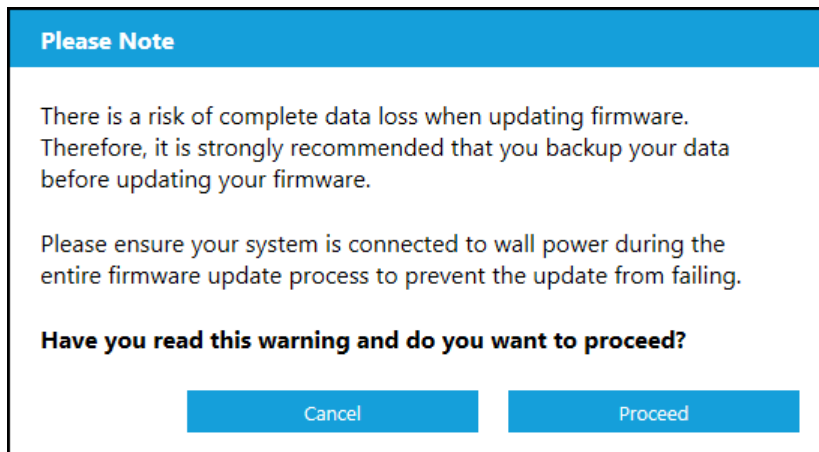 Please Note
There is a risk of complete data loss when updating firmware.
Therefore, it is strongly recommended that you backup your data
before updating your firmware.
Please ensure your system is connected to wall power during the
entire firmware update process to prevent the update from failing.
Have you read this warning and do you want to proceed?
Cancel
Proceed